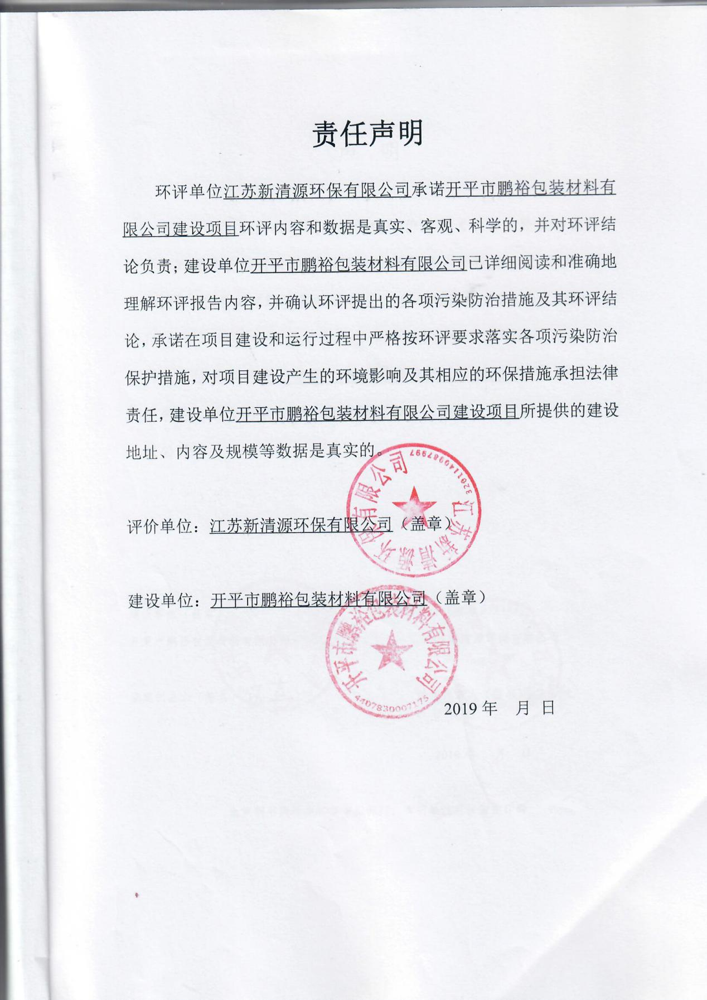 责任声明
环评单位江苏新清源环保有限公司承诺开平市鹏裕包装材料有
限公司建设项目环评内容和数据是真实、客观、科学的，并对环评结
论负责；建设单位开平市鹏裕包装材料有限公司已详细阅读和准确地
理解环评报告内容，并确认环评提出的各项污染防治措施及其环评结
论，承诺在项目建设和运行过程中严格按环评要求落实各项污染防治
保护措施，对项目建设产生的环境影响及其相应的环保措施承担法律
责任，建设单位开平市鹏裕包装材料有限公司建设项目所提供的建设
地址、内容及规模等数据是真实的。
江苏新清源环保有限公司
3201140987997
评价单位：江苏新清源环保有限公司（盖章）
建设单位：开平市鹏裕包装材料有限公司（盖章）
开平市鹏裕包装材料有限公司
4407830007175
2019 年 月 日